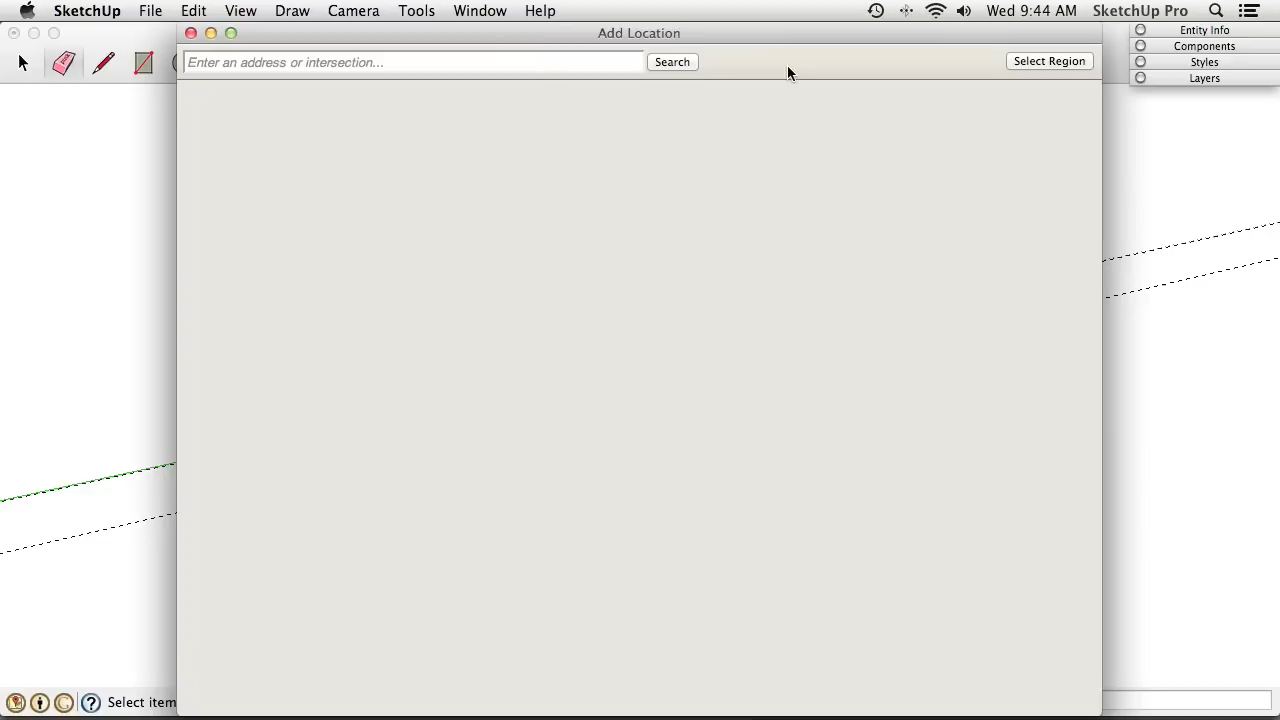 SketchUp File Edit View Draw Camera Tools Window Help Wed 9:44 AM SketchUp Pro
Add Location
Entity Info
Components
Styles
Layers
Enter an address or intersection...
Search
Select Region
Select item